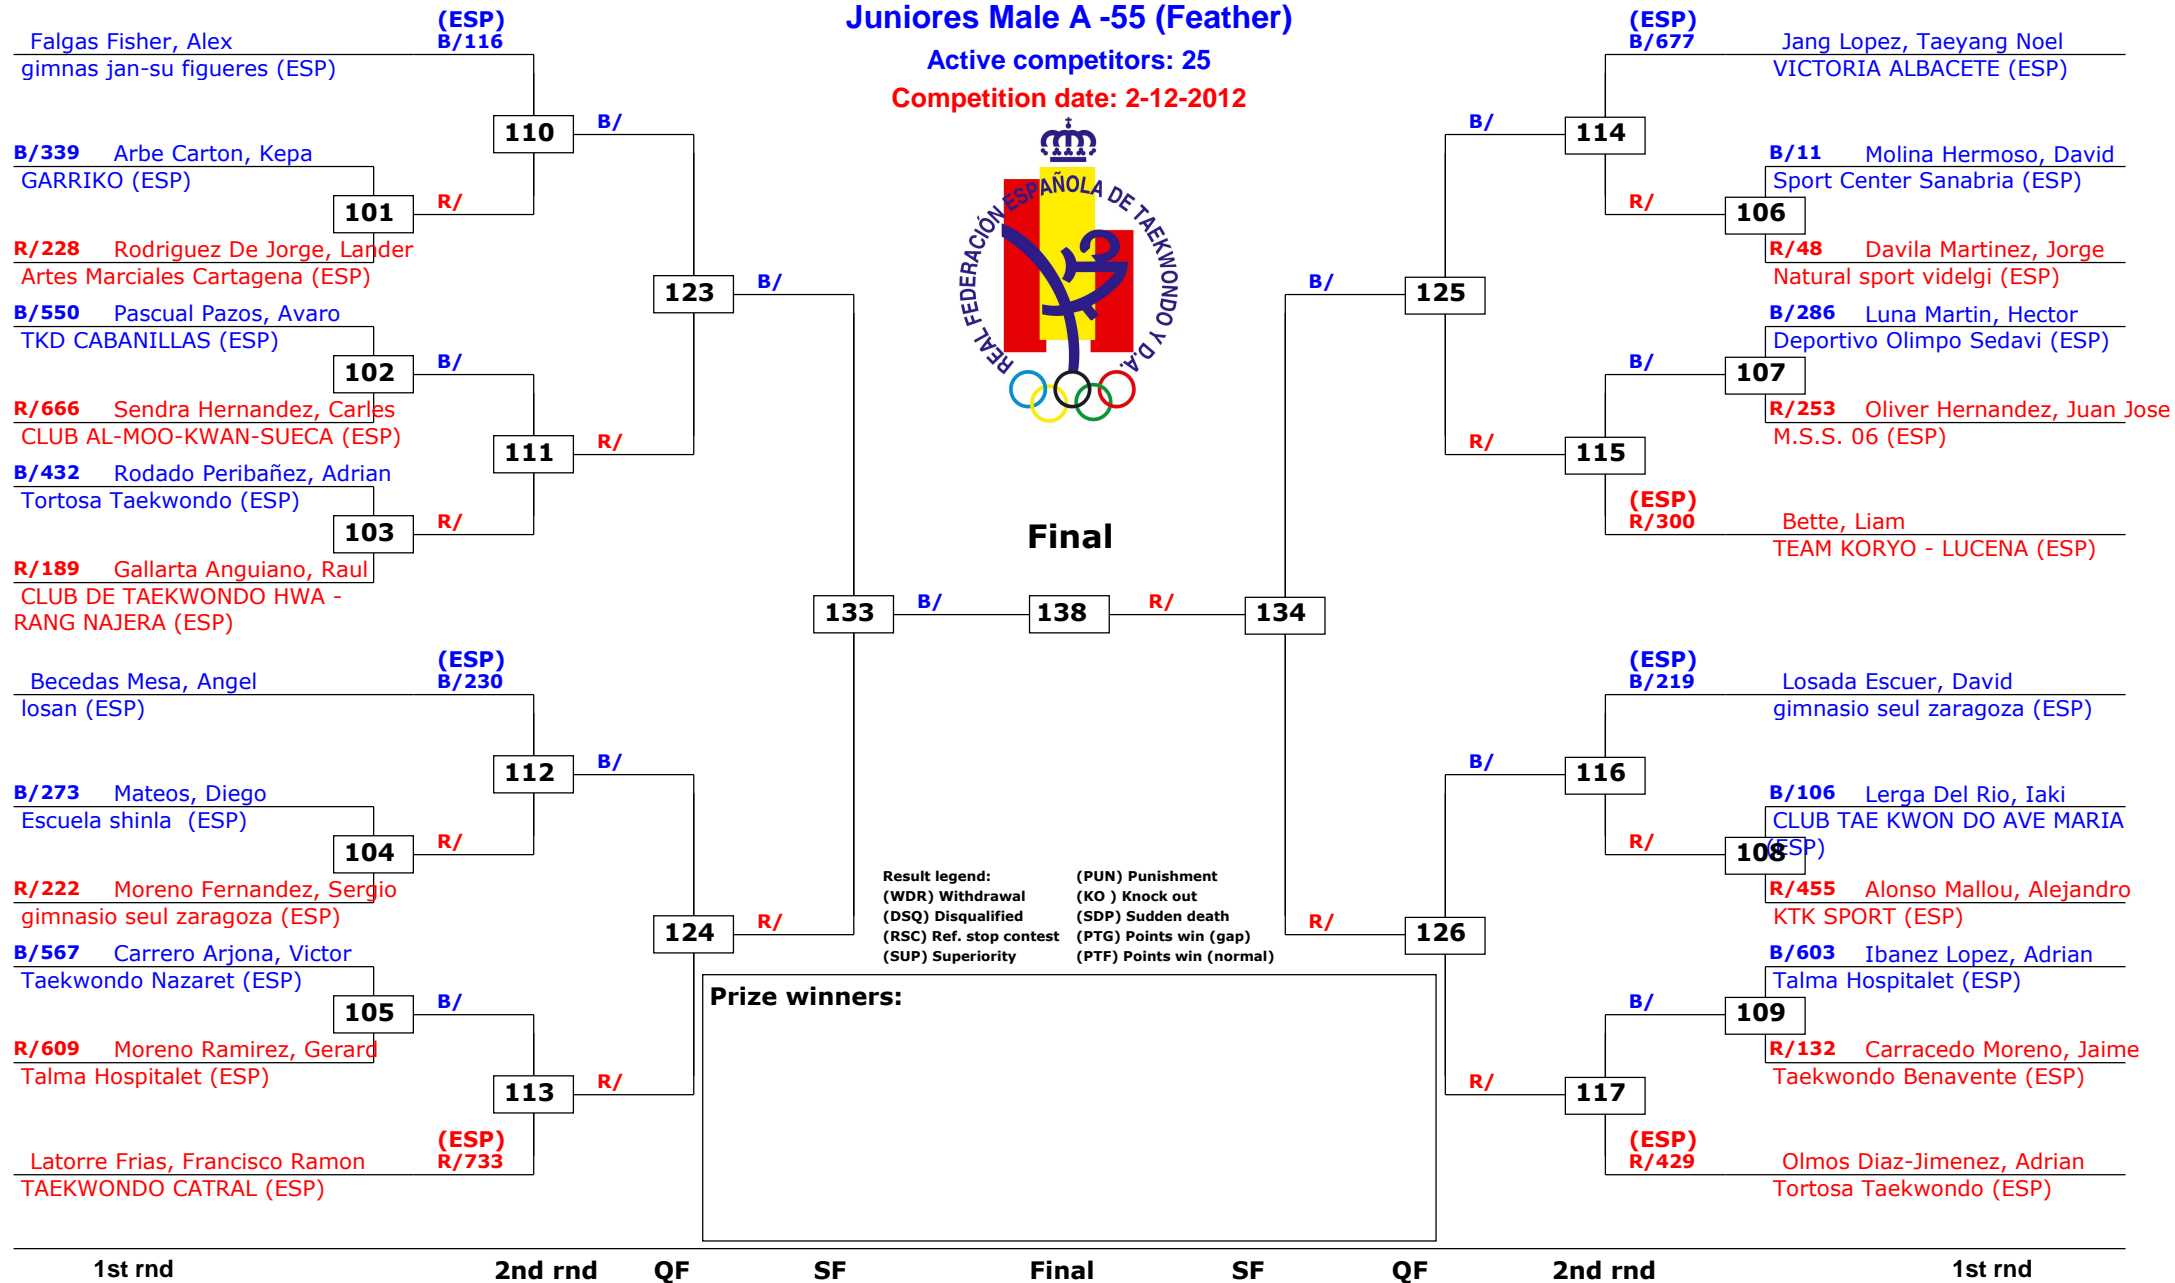 Juniores Male A -55 (Feather)
Active competitors: 25
Competition date: 2-12-2012
REAL FEDERACIÓN ESPAÑOLA DE TAEKWONDO Y D.A.
(ESP)
Falgas Fisher, Alex B/116
gimnas jan-su figueres (ESP)
110 B/
B/339 Arbe Carton, Kepa
GARRIKO (ESP)
101 R/
R/228 Rodriguez De Jorge, Lander
Artes Marciales Cartagena (ESP)
123 B/
B/550 Pascual Pazos, Avaro
TKD CABANILLAS (ESP)
102 B/
R/666 Sendra Hernandez, Carles
CLUB AL-MOO-KWAN-SUECA (ESP)
111 R/
B/432 Rodado Peribañez, Adrian
Tortosa Taekwondo (ESP)
103 R/
R/189 Gallarta Anguiano, Raul
CLUB DE TAEKWONDO HWA -
RANG NAJERA (ESP)
(ESP)
Becedas Mesa, Angel B/230
losan (ESP)
112 B/
B/273 Mateos, Diego
Escuela shinla (ESP)
104 R/
R/222 Moreno Fernandez, Sergio
gimnasio seul zaragoza (ESP)
124 R/
B/567 Carrero Arjona, Victor
Taekwondo Nazaret (ESP)
105 B/
R/609 Moreno Ramirez, Gerard
Talma Hospitalet (ESP)
113 R/
(ESP)
Latorre Frias, Francisco Ramon R/733
TAEKWONDO CATRAL (ESP)
Final
133 B/ 138 R/ 134
(ESP)
B/677 Jang Lopez, Taeyang Noel
VICTORIA ALBACETE (ESP)
B/ 114
B/11 Molina Hermoso, David
Sport Center Sanabria (ESP)
R/ 106
R/48 Davila Martinez, Jorge
Natural sport videlgi (ESP)
B/ 125
B/286 Luna Martin, Hector
Deportivo Olimpo Sedavi (ESP)
B/ 107
R/253 Oliver Hernandez, Juan Jose
M.S.S. 06 (ESP)
R/ 115
(ESP)
R/300 Bette, Liam
TEAM KORYO - LUCENA (ESP)
(ESP)
B/219 Losada Escuer, David
gimnasio seul zaragoza (ESP)
B/ 116
B/106 Lerga Del Rio, Iaki
CLUB TAE KWON DO AVE MARIA
(ESP)
R/ 108
R/455 Alonso Mallou, Alejandro
KTK SPORT (ESP)
R/ 126
B/603 Ibanez Lopez, Adrian
Talma Hospitalet (ESP)
B/ 109
R/132 Carracedo Moreno, Jaime
Taekwondo Benavente (ESP)
R/ 117
(ESP)
R/429 Olmos Diaz-Jimenez, Adrian
Tortosa Taekwondo (ESP)
Result legend: (PUN) Punishment
(WDR) Withdrawal (KO ) Knock out
(DSQ) Disqualified (SDP) Sudden death
(RSC) Ref. stop contest (PTG) Points win (gap)
(SUP) Superiority (PTF) Points win (normal)
Prize winners:
1st rnd 2nd rnd QF SF Final SF QF 2nd rnd 1st rnd